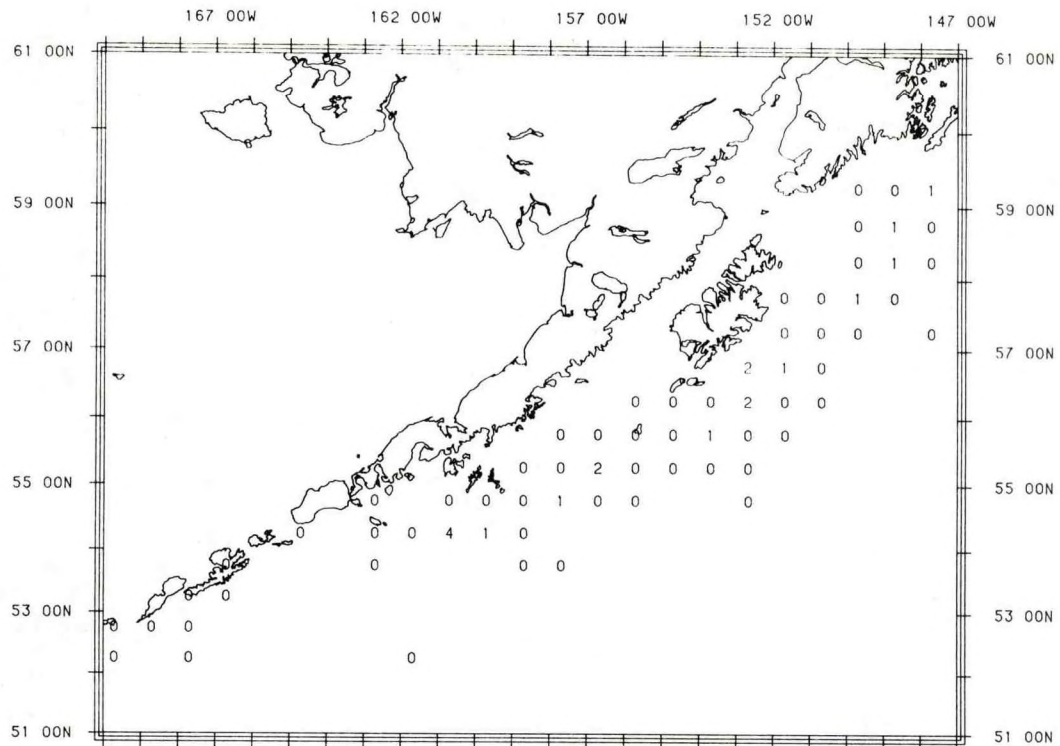 167 00W 162 00W 157 00W 152 00W 147 00W
61 00N 61 00N
0 0 1
59 00N 59 00N
0 1 0
0 1 0
0 0 1 0
0 0 0 0
57 00N 57 00N
2 1 0
0 0 0 2 0 0
0 0 0 0 1 0 0
0 0 2 0 0 0 0
55 00N 55 00N
0 0 0 0 1 0 0 0
0 0 0 4 1 0
0 0 0 0
0 0
53 00N 53 00N
0 0 0
0 0 0
51 00N 51 00N